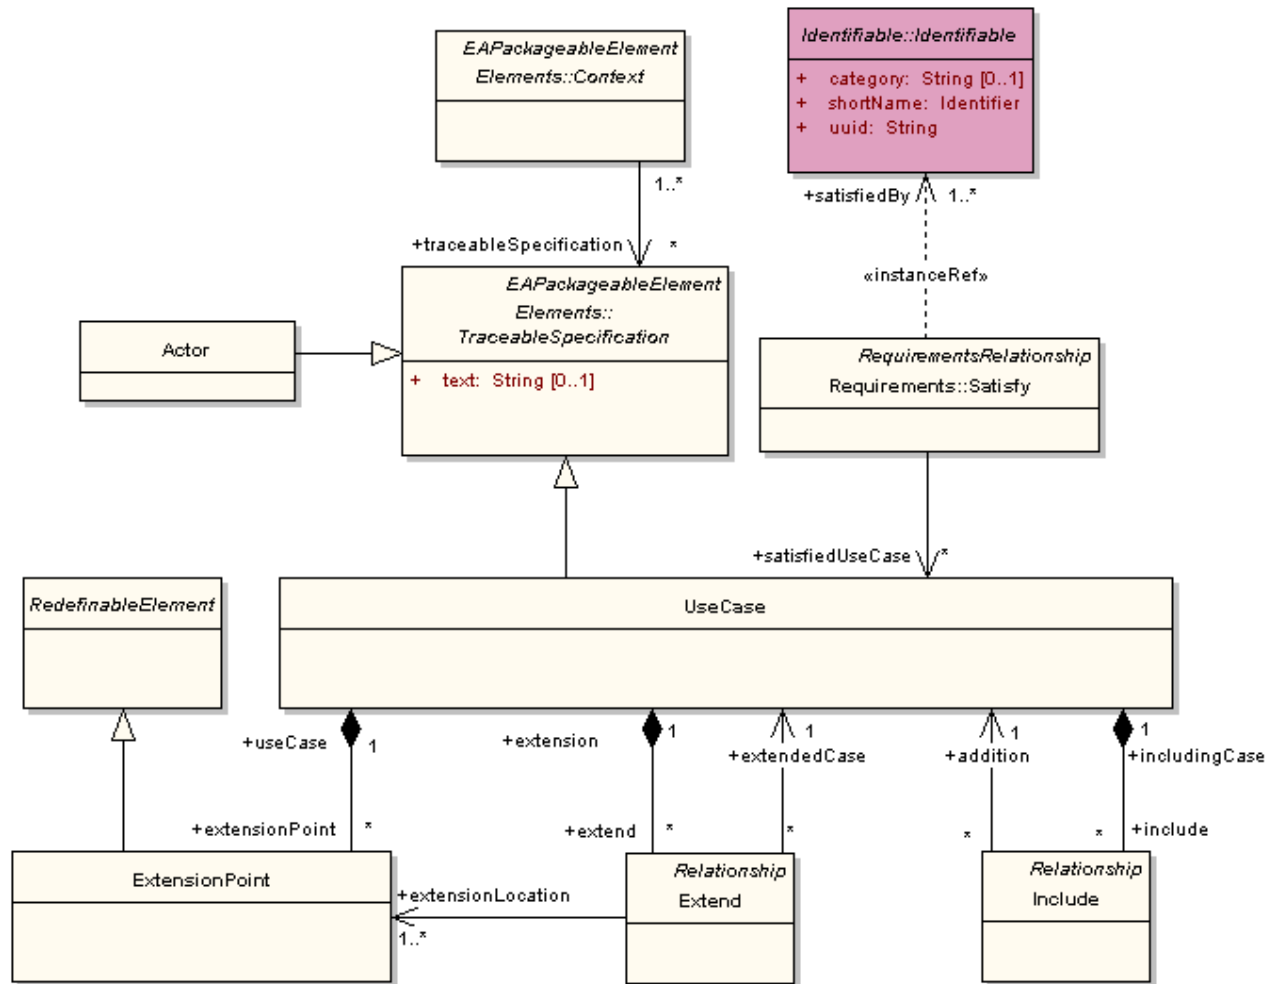 EAPackageableElement
Elements::Context
Identifiable::Identifiable
+ category: String [0..1]
+ shortName: Identifier
+ uuid: String
1..*
+satisfiedBy 1..*
+traceableSpecification *
«instanceRef»
EAPackageableElement
Elements::
TraceableSpecification
+ text: String [0..1]
Actor
RequirementsRelationship
Requirements::Satisfy
+satisfiedUseCase *
RedefinableElement
UseCase
+useCase 1
+extension 1
+extendedCase 1
+addition 1
+includingCase 1
+extensionPoint *
+extend *
*
*
* +include
ExtensionPoint
+extensionLocation
1..*
Relationship
Extend
Relationship
Include